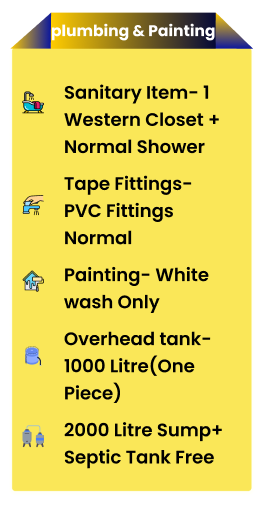 plumbing & Painting
Sanitary Item- 1
Western Closet +
Normal Shower
Tape Fittings-
PVC Fittings
Normal
Painting- White
wash Only
Overhead tank-
1000 Litre(One
Piece)
2000 Litre Sump+
Septic Tank Free